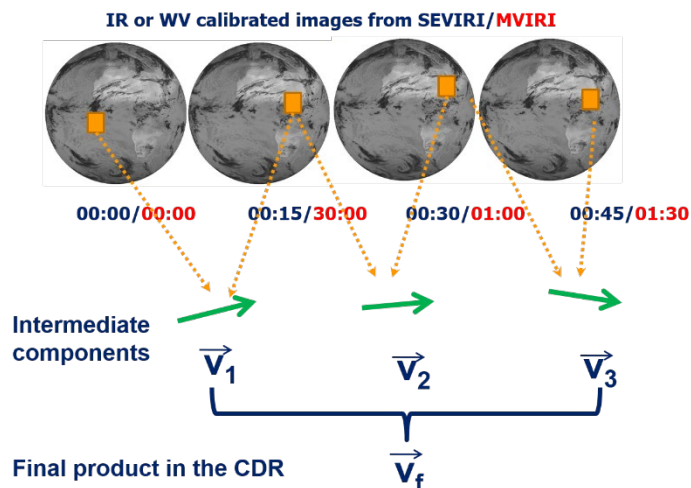 IR or WV calibrated images from SEVIRI/MVIRI
00:00/00:00 00:15/30:00 00:30/01:00 00:45/01:30
Intermediate
components
V₁ V₂ V₃
Final product in the CDR
V_f